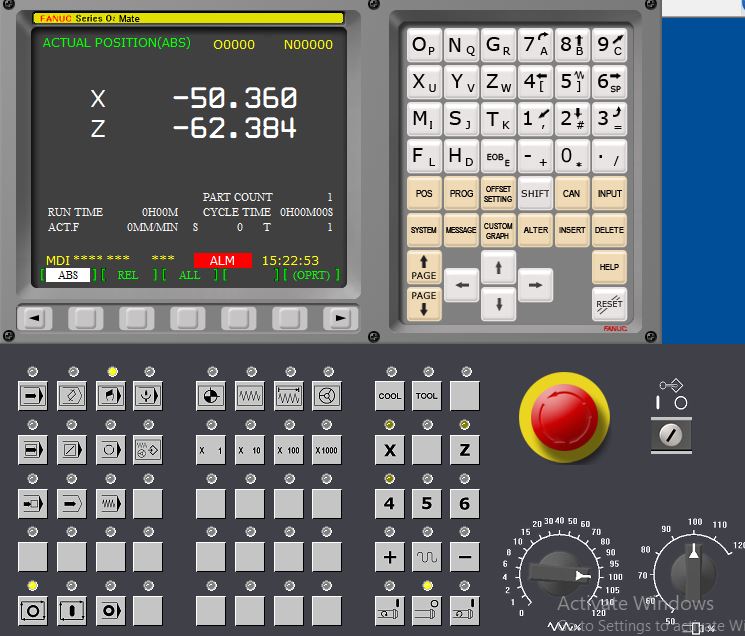 FANUC Series 0i Mate
ACTUAL POSITION(ABS) O0000 N00000
X -50.360
Z -62.384
PART COUNT 1
RUN TIME 0H00M CYCLE TIME 0H00M00S
ACT.F 0MM/MIN S 0 T 1
MDI **** *** *** ALM 15:22:53
[ ABS ] [ REL ] [ ALL ] [ ] [ (OPRT) ]
O P N Q G R 7 A 8 B 9 C
X U Y V Z W 4 [ 5 ] 6 SP
M I S J T K 1 , 2 # 3 =
F L H D EOB E - + 0 * . /
POS PROG OFFSET SETTING SHIFT CAN INPUT
SYSTEM MESSAGE CUSTOM GRAPH ALTER INSERT DELETE
PAGE HELP
PAGE RESET
FANUC
COOL TOOL
X 1 X 10 X 100 X1000 X Z
4 5 6
+ -
0 1 2 4 6 8 10 15 20 30 40 50 60 70 80 90 95 100 105 110 120
%
50 60 70 80 90 100 110 120
%
Activate Windows
Go to Settings to activate Wi